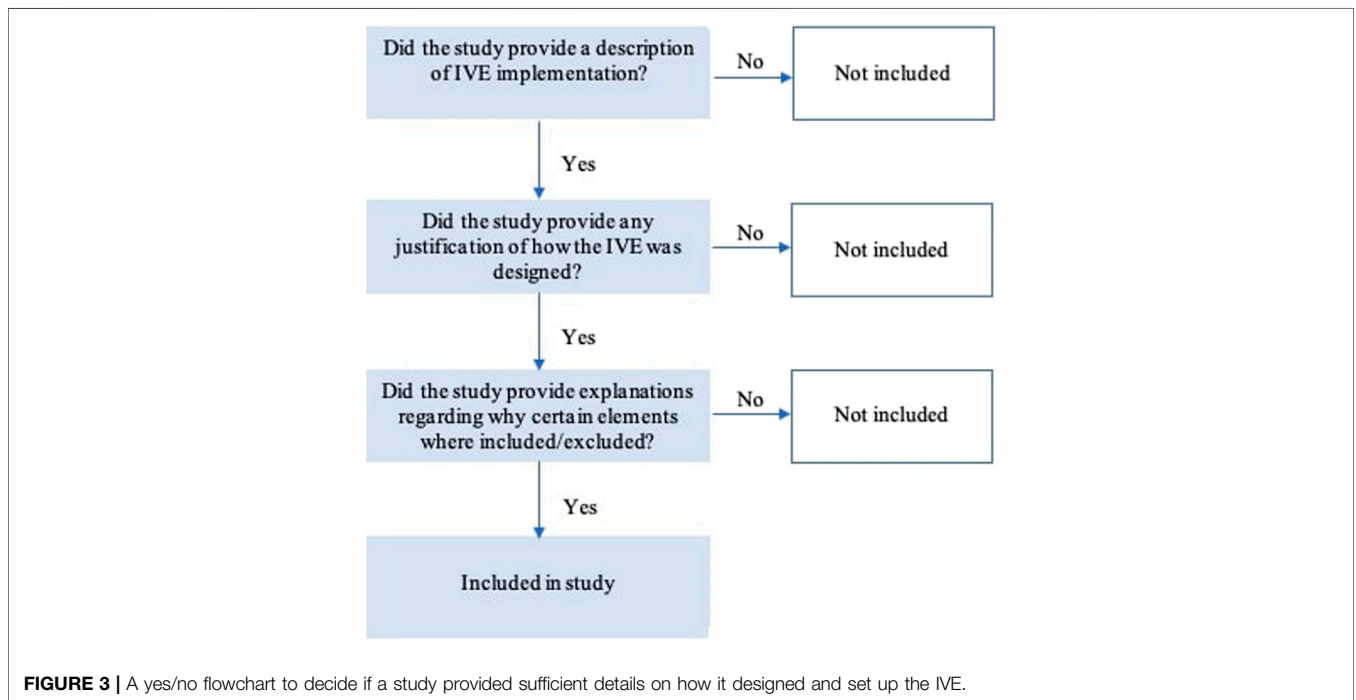 Did the study provide a description
of IVE implementation?
No
Not included
Yes
Did the study provide any
justification of how the IVE was
designed?
No
Not included
Yes
Did the study provide explanations
regarding why certain elements
where included/excluded?
No
Not included
Yes
Included in study
FIGURE 3 | A yes/no flowchart to decide if a study provided sufficient details on how it designed and set up the IVE.